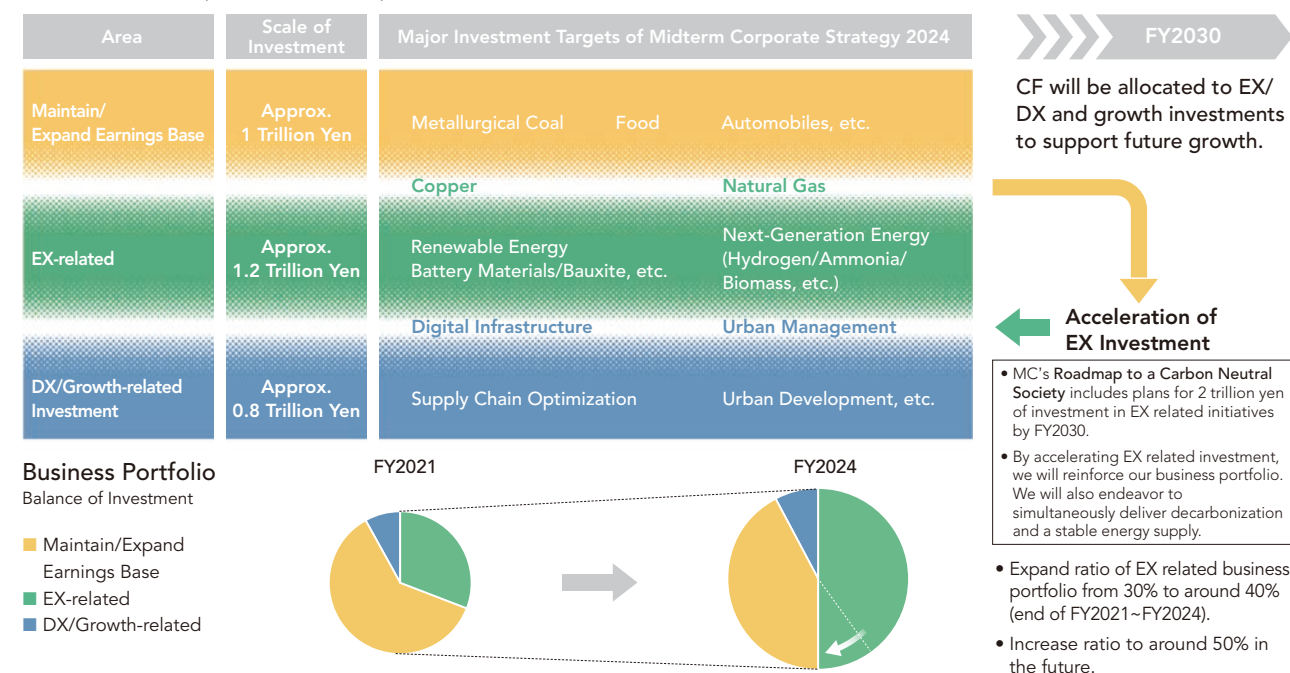 Area
Scale of
Investment
Major Investment Targets of Midterm Corporate Strategy 2024
FY2030
Maintain/
Expand Earnings Base
Approx.
1 Trillion Yen
Metallurgical Coal Food Automobiles, etc.
CF will be allocated to EX/
DX and growth investments
to support future growth.
Copper Natural Gas
EX-related
Approx.
1.2 Trillion Yen
Renewable Energy
Battery Materials/Bauxite, etc.
Next-Generation Energy
(Hydrogen/Ammonia/
Biomass, etc.)
Digital Infrastructure Urban Management
DX/Growth-related
Investment
Approx.
0.8 Trillion Yen
Supply Chain Optimization Urban Development, etc.
Acceleration of
EX Investment
• MC's Roadmap to a Carbon Neutral
Society includes plans for 2 trillion yen
of investment in EX related initiatives
by FY2030.
• By accelerating EX related investment,
we will reinforce our business portfolio.
We will also endeavor to
simultaneously deliver decarbonization
and a stable energy supply.
• Expand ratio of EX related business
portfolio from 30% to around 40%
(end of FY2021~FY2024).
• Increase ratio to around 50% in
the future.
Business Portfolio
Balance of Investment
Maintain/Expand
Earnings Base
EX-related
DX/Growth-related
FY2021
FY2024